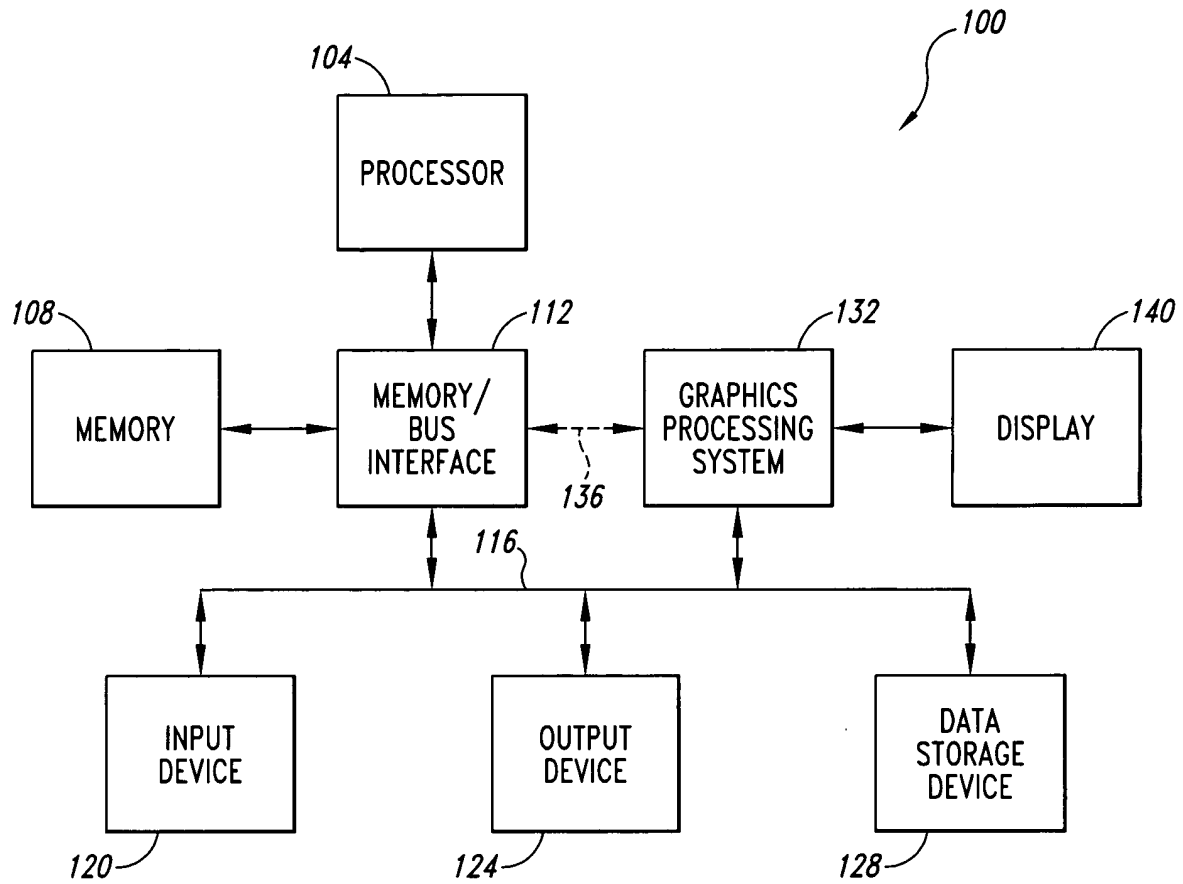 100
104
PROCESSOR
108
112
132
140
MEMORY
MEMORY/
BUS
INTERFACE
GRAPHICS
PROCESSING
SYSTEM
DISPLAY
136
116
INPUT
DEVICE
OUTPUT
DEVICE
DATA
STORAGE
DEVICE
120
124
128